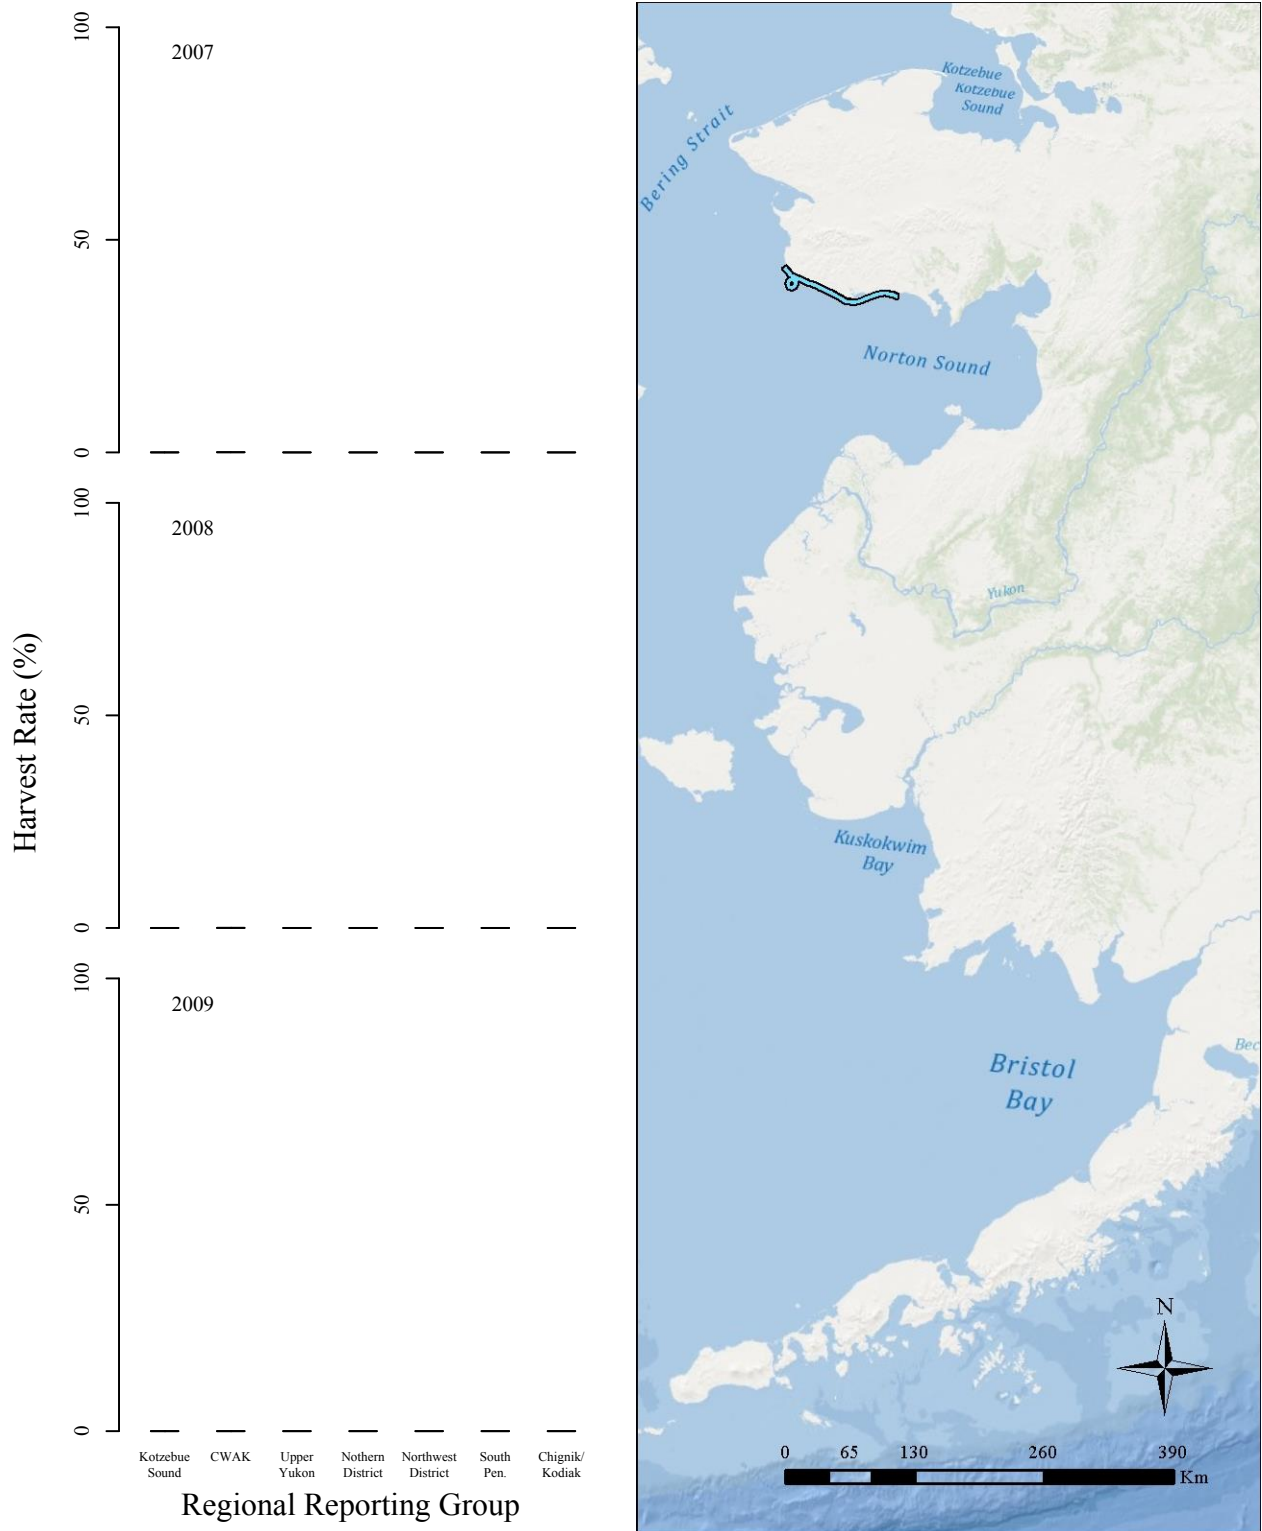 Harvest Rate (%)
100
2007
50
0
100
2008
50
0
100
2009
50
0
Kotzebue
Sound
CWAK
Upper
Yukon
Nothern
District
Northwest
District
South
Pen.
Chignik/
Kodiak
Regional Reporting Group
Kotzebue
Kotzebue
Sound
Bering Strait
Norton Sound
Yukon
Kuskokwim
Bay
Bristol
Bay
Bec
N
0 65 130 260 390
Km